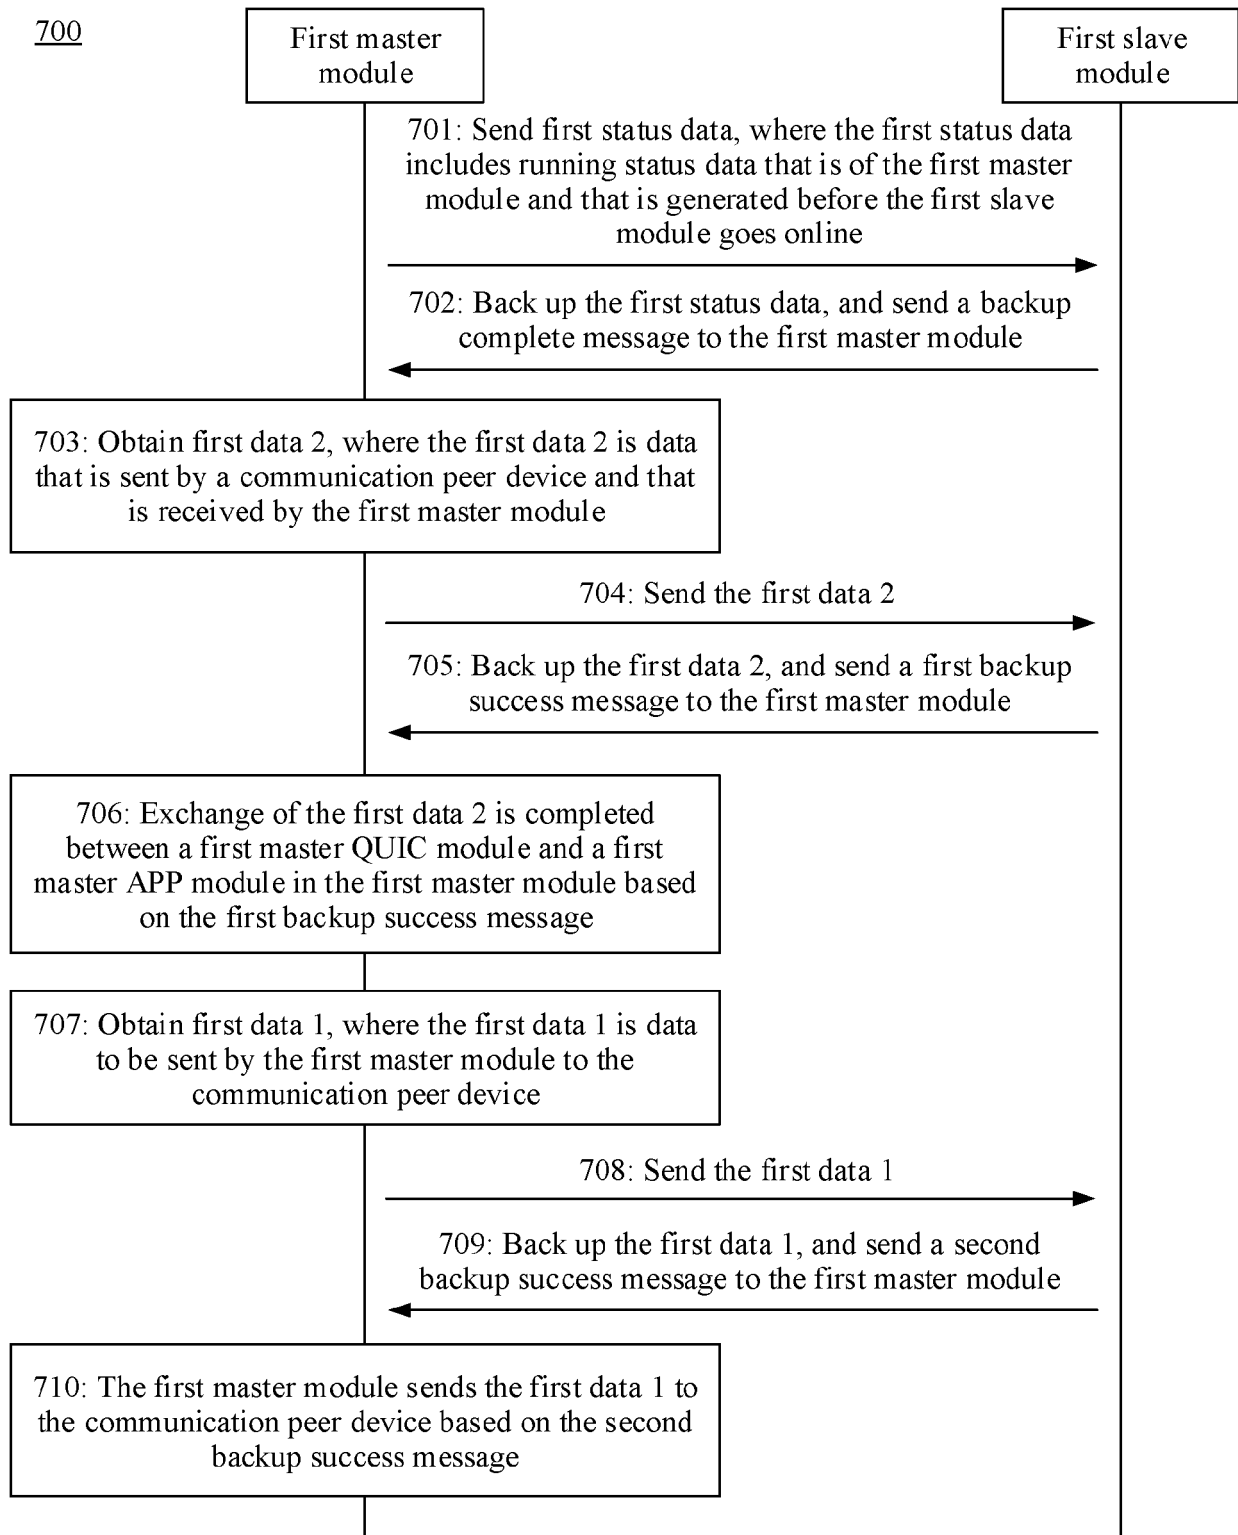 700
First master
module
First slave
module
701: Send first status data, where the first status data
includes running status data that is of the first master
module and that is generated before the first slave
module goes online
702: Back up the first status data, and send a backup
complete message to the first master module
703: Obtain first data 2, where the first data 2 is data
that is sent by a communication peer device and that
is received by the first master module
704: Send the first data 2
705: Back up the first data 2, and send a first backup
success message to the first master module
706: Exchange of the first data 2 is completed
between a first master QUIC module and a first
master APP module in the first master module based
on the first backup success message
707: Obtain first data 1, where the first data 1 is data
to be sent by the first master module to the
communication peer device
708: Send the first data 1
709: Back up the first data 1, and send a second
backup success message to the first master module
710: The first master module sends the first data 1 to
the communication peer device based on the second
backup success message